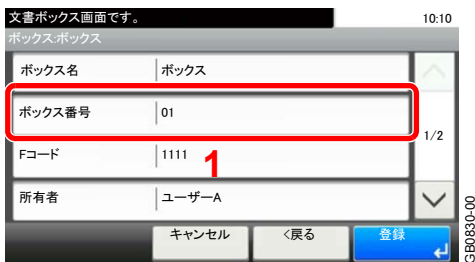 文書ボックス画面です。 10:10
ボックス:ボックス
ボックス名 ボックス
ボックス番号 01
1/2
Fコード 1111
1
所有者 ユーザーA
キャンセル <戻る 登録
GB0830-00